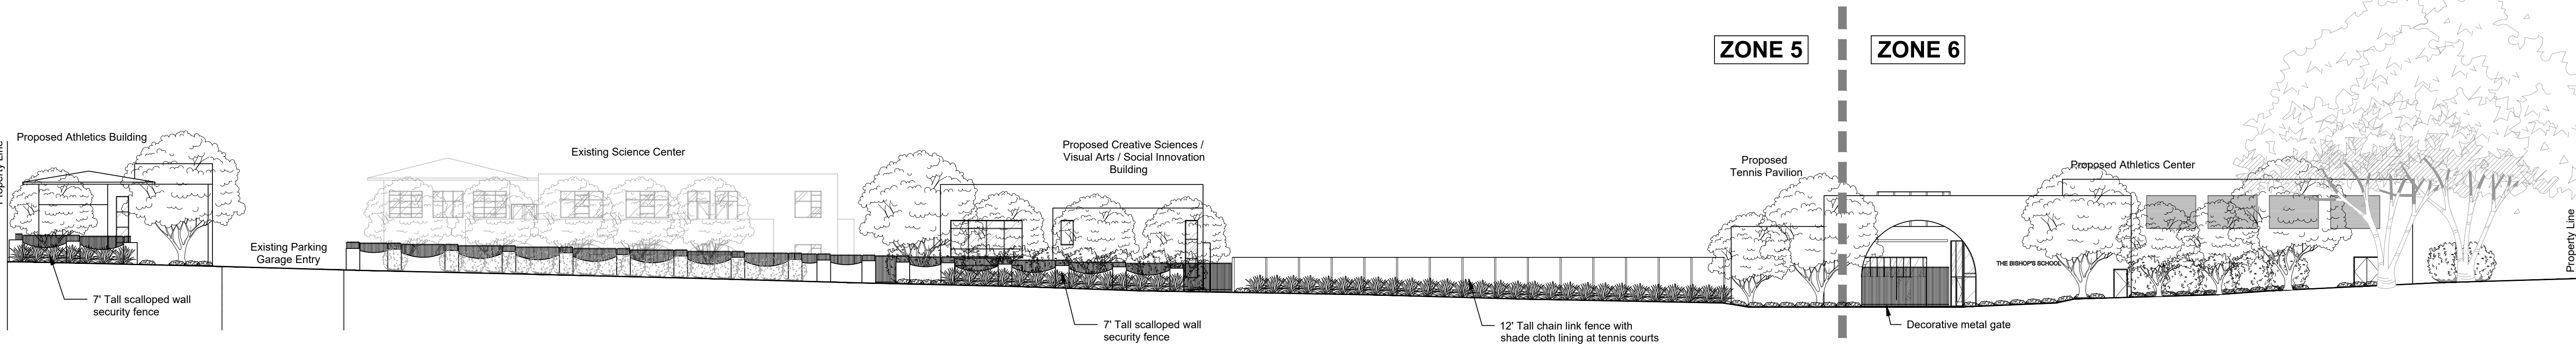 ZONE 5
ZONE 6
Property Line
Proposed Athletics Building
Existing Parking
Garage Entry
Existing Science Center
Proposed Creative Sciences /
Visual Arts / Social Innovation
Building
Proposed
Tennis Pavilion
Proposed Athletics Center
THE BISHOP'S SCHOOL
Property Line
7' Tall scalloped wall
security fence
7' Tall scalloped wall
security fence
12' Tall chain link fence with
shade cloth lining at tennis courts
Decorative metal gate